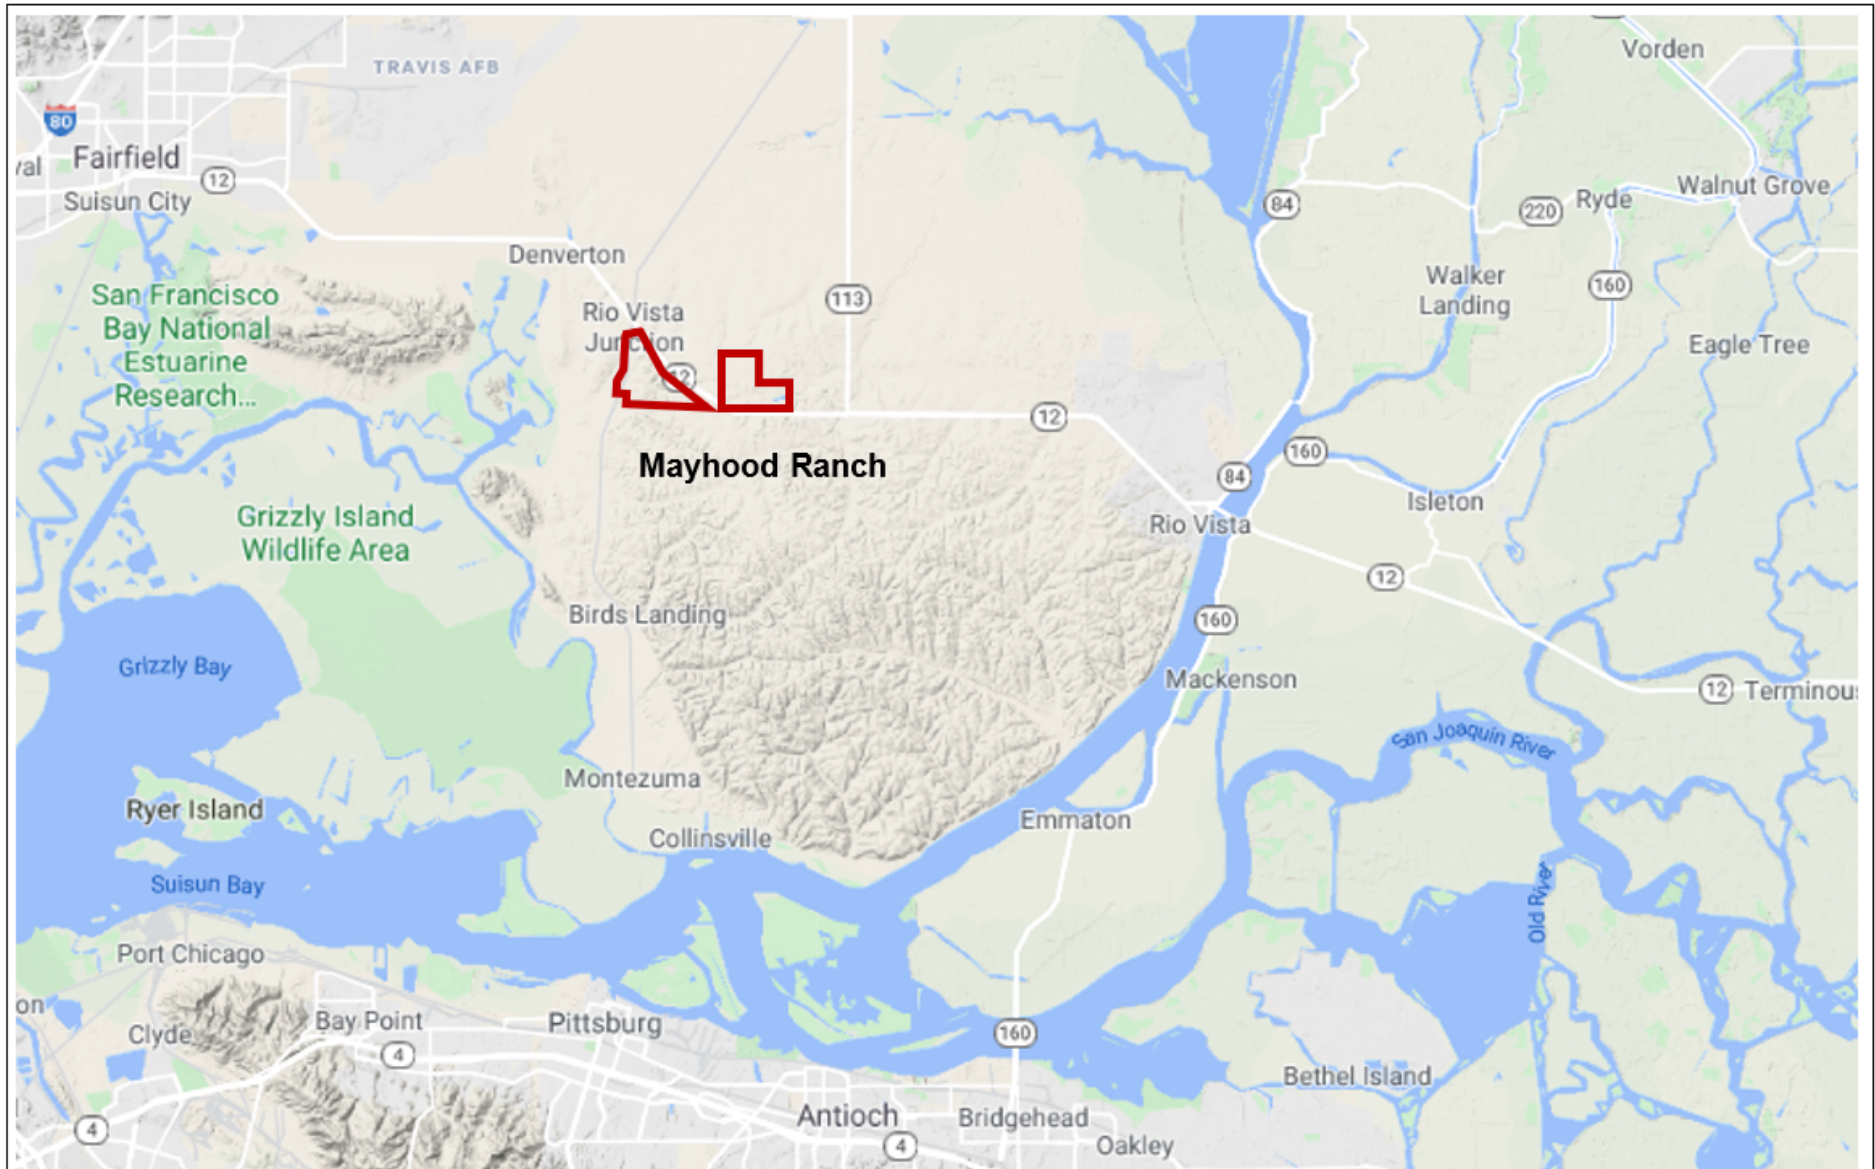 Vorden
TRAVIS AFB
80
Fairfield
12
Suisun City
84
220
Ryde
Walnut Grove
Denverton
San Francisco
Bay National
Estuarine
Research...
Rio Vista
Junction
113
Walker
Landing
160
Eagle Tree
12
12
Mayhood Ranch
160
84
Isleton
Grizzly Island
Wildlife Area
Rio Vista
12
Birds Landing
160
Grizzly Bay
Mackenson
12
Terminou
San Joaquin River
Montezuma
Ryer Island
Collinsville
Emmaton
Suisun Bay
Old River
Port Chicago
on
Clyde
Bay Point
Pittsburg
160
4
Bethel Island
4
Antioch
Bridgehead
4
Oakley